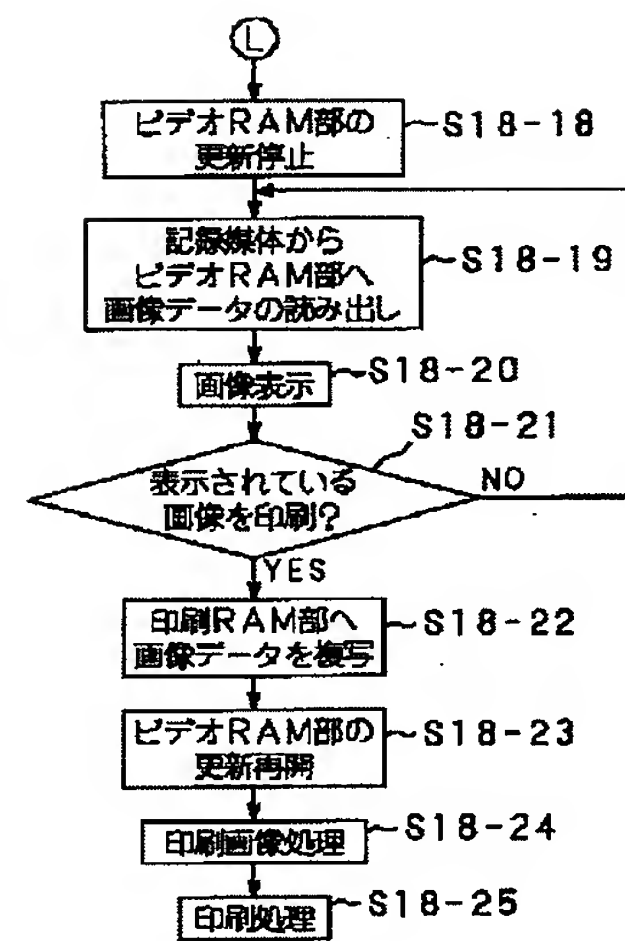 L
ビデオRAM部の
更新停止
S18-18
記録媒体から
ビデオRAM部へ
画像データの読み出し
S18-19
画像表示
S18-20
S18-21
表示されている
画像を印刷?
NO
YES
印刷RAM部へ
画像データを複写
S18-22
ビデオRAM部の
更新再開
S18-23
印刷画像処理
S18-24
印刷処理
S18-25